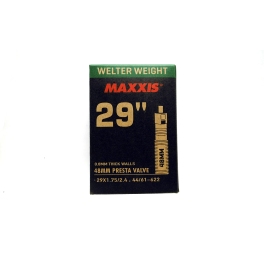 WELTER WEIGHT
MAXXIS
29"
48MM
0.8MM THICK WALLS
48MM PRESTA VALVE
29X1.75/2.4 , 44/61-622